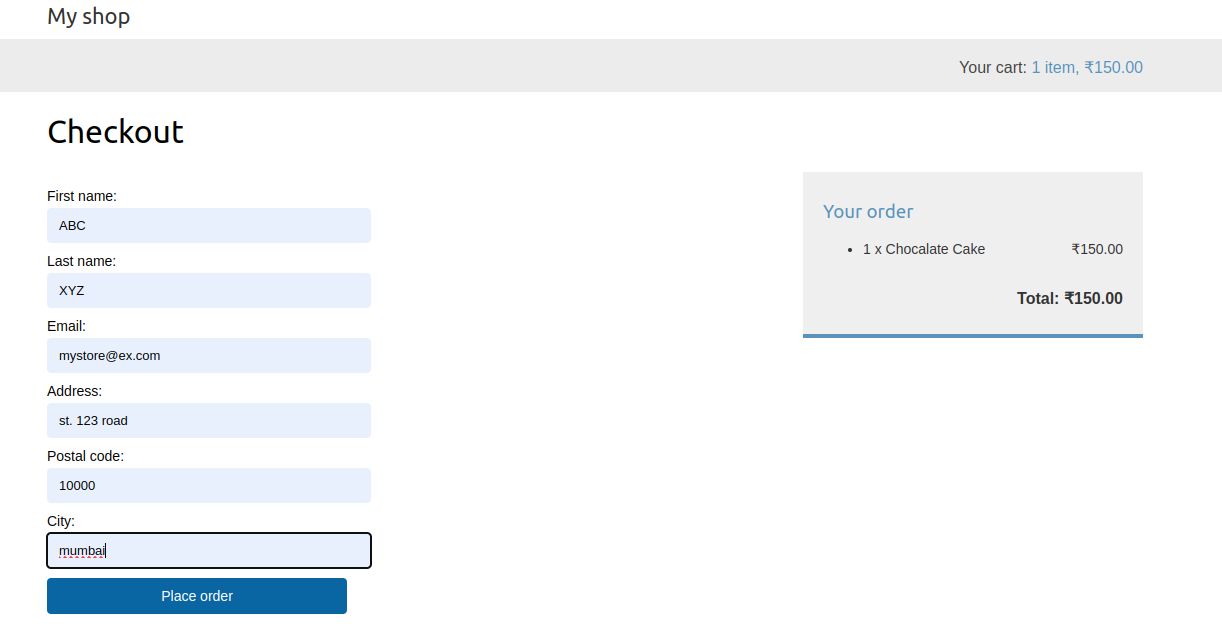 My shop
Your cart: 1 item, ₹150.00
Checkout
First name:
ABC
Last name:
XYZ
Email:
mystore@ex.com
Address:
st. 123 road
Postal code:
10000
City:
mumbai
Place order
Your order
• 1 x Chocalate Cake ₹150.00
Total: ₹150.00